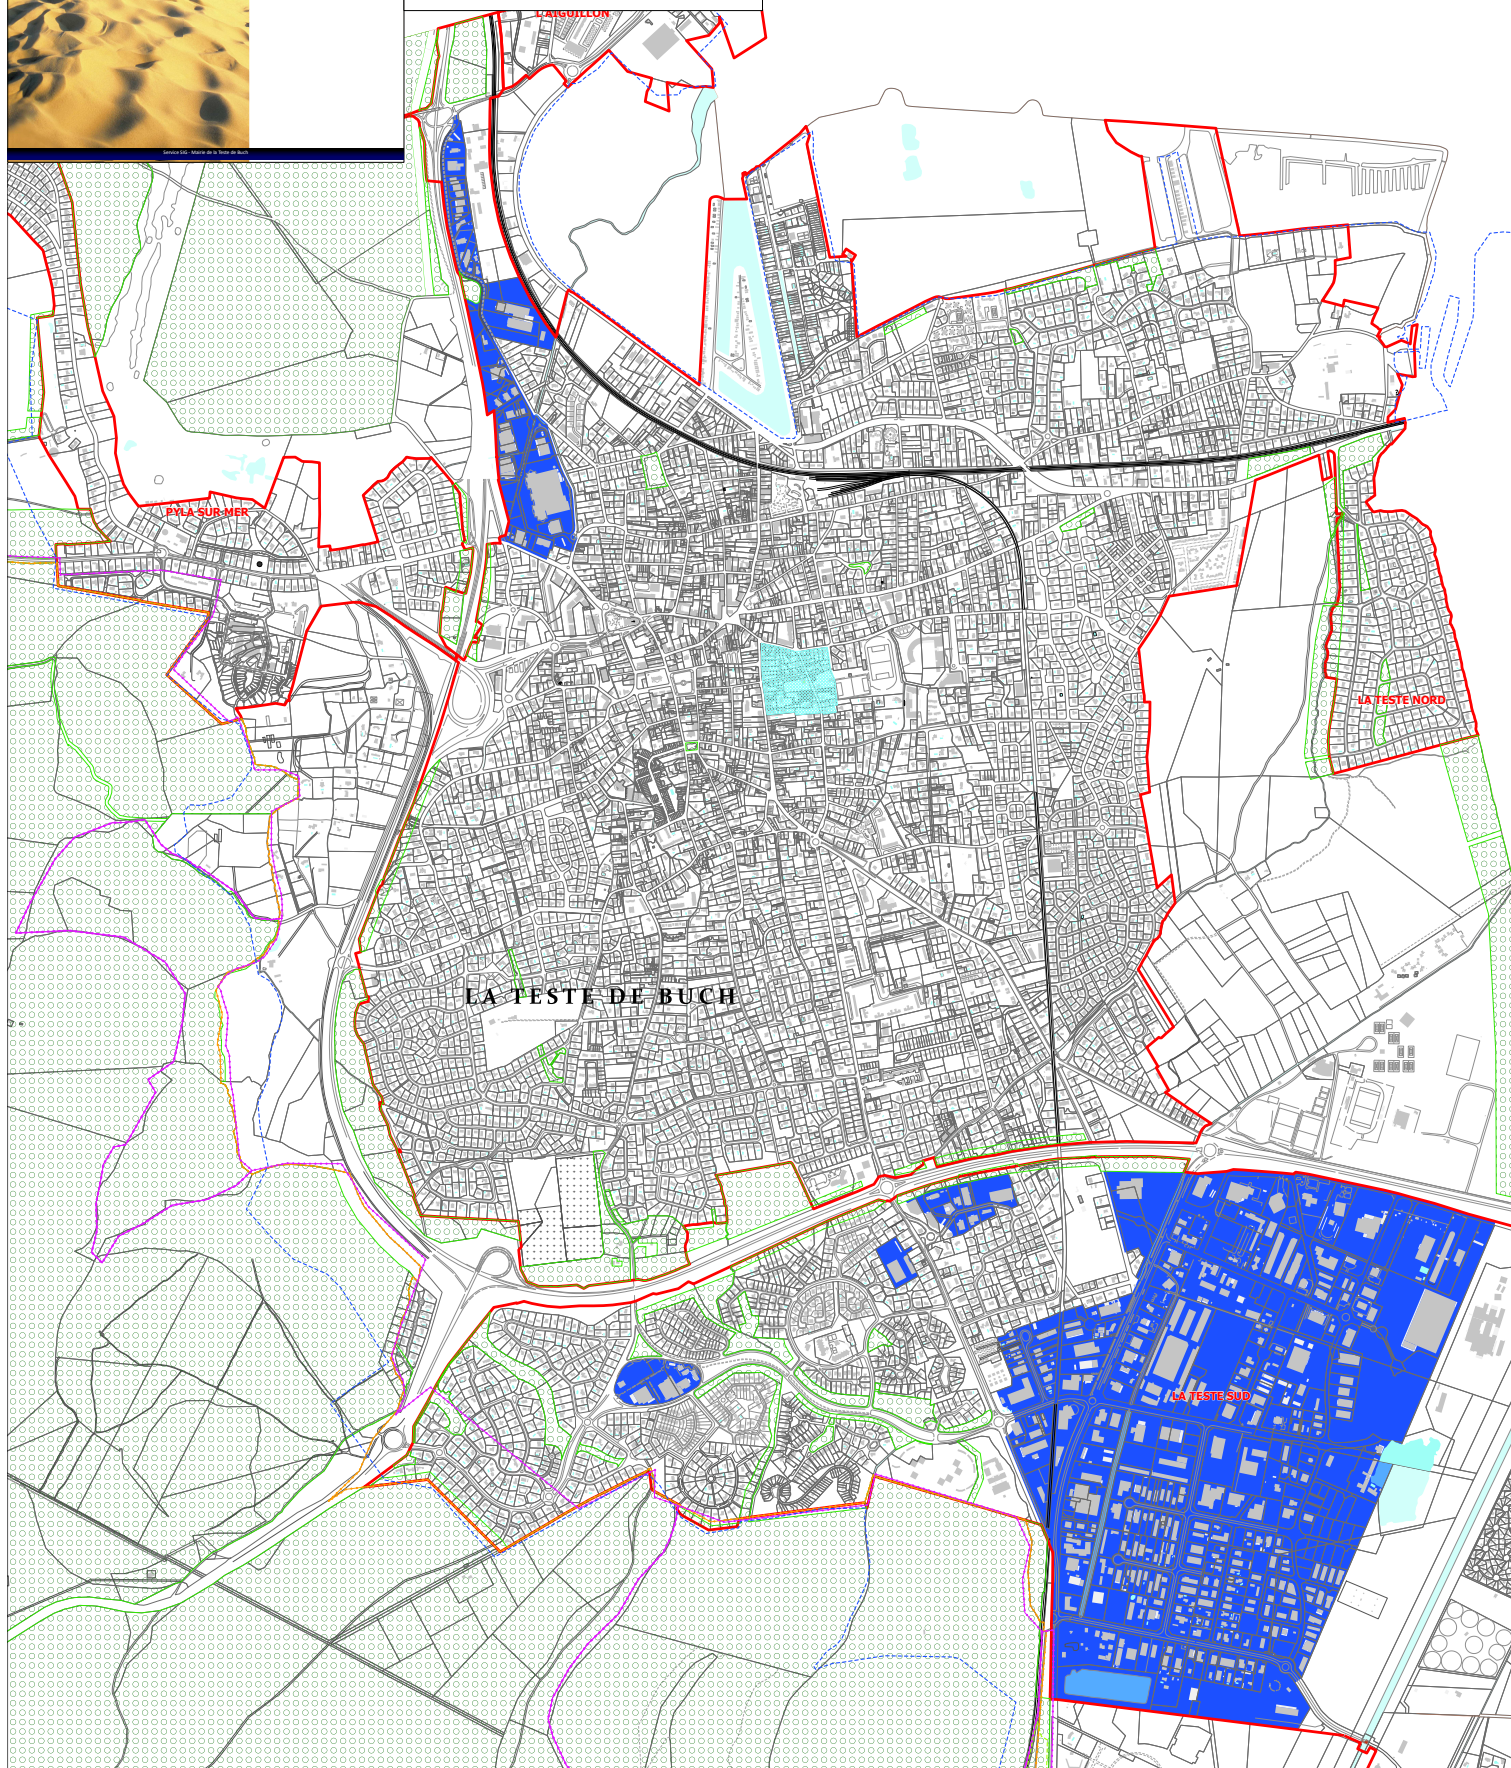 L'AIGUILLON
Service SIG - Mairie de la Teste de Buch
PYLA SUR MER
LA TESTE NORD
LA TESTE DE BUCH
LA TESTE SUD